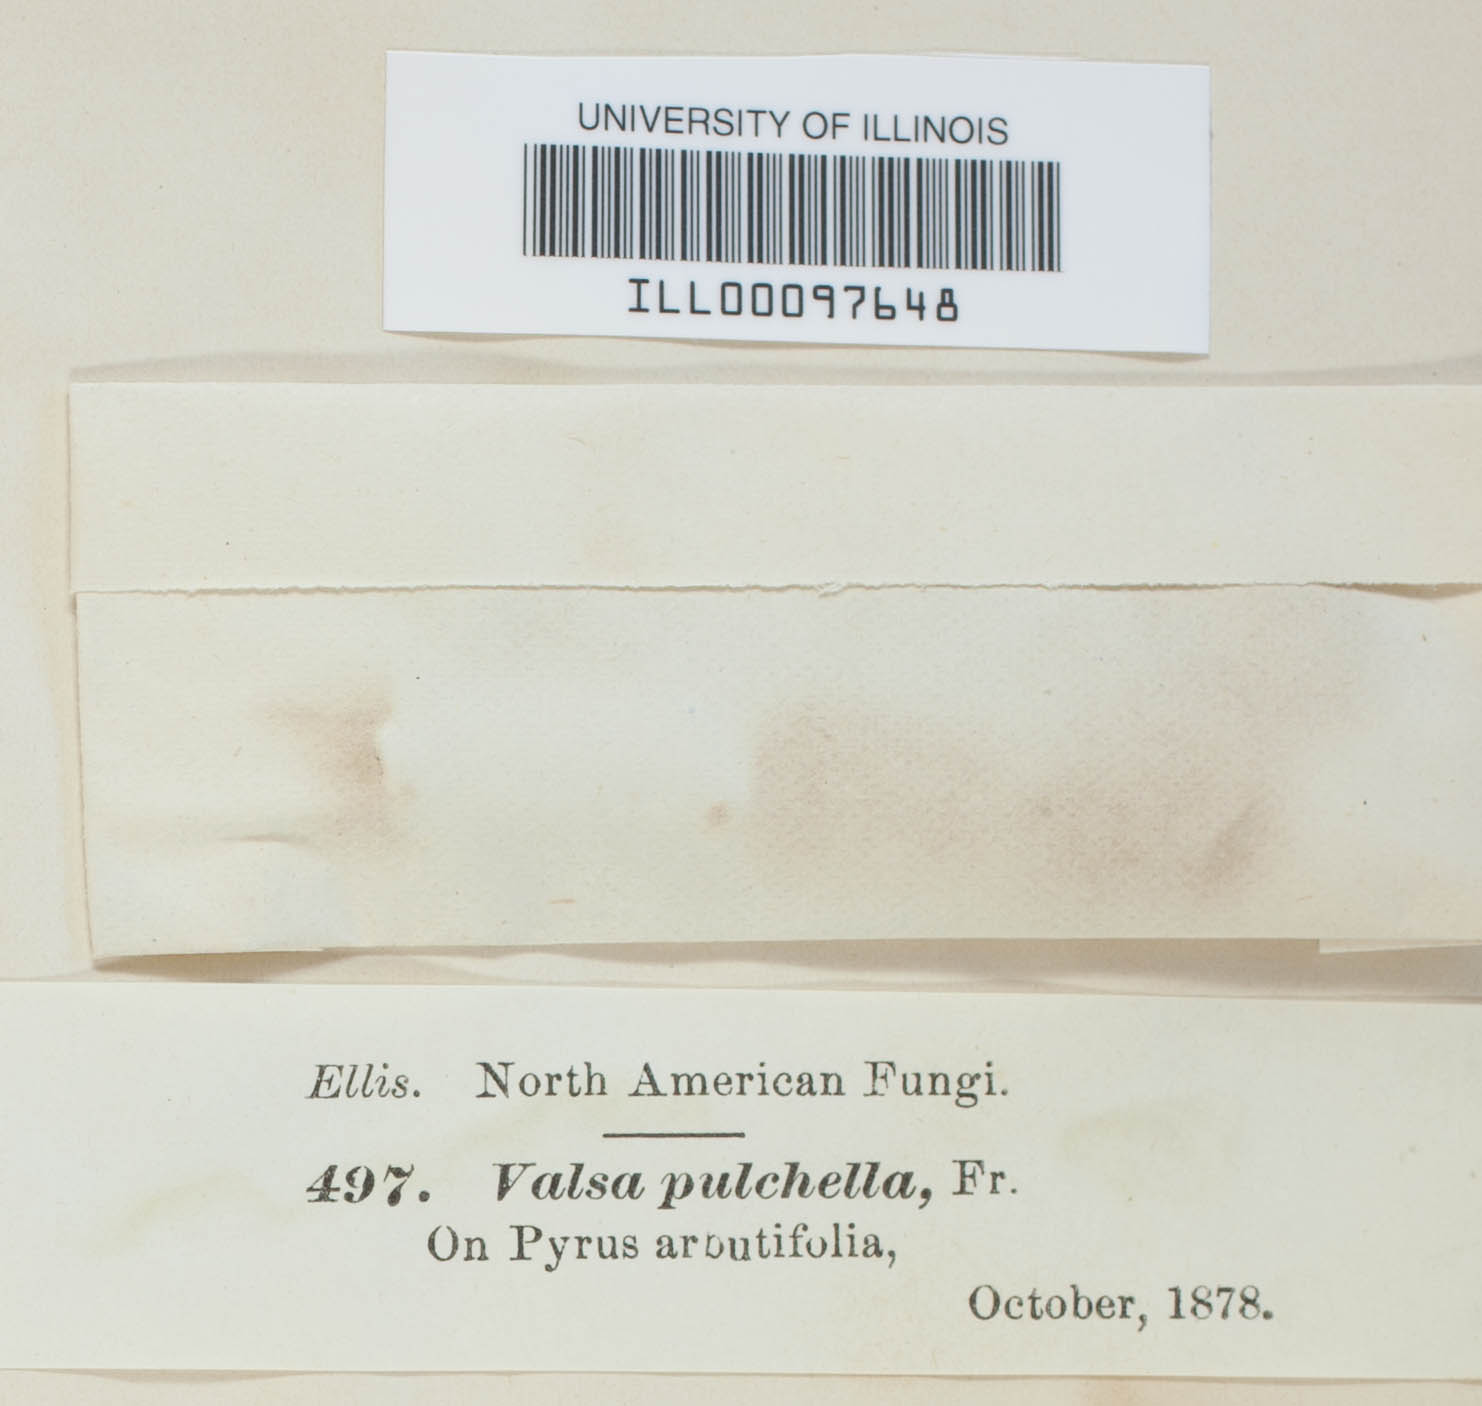 UNIVERSITY OF ILLINOIS
ILL00097648
Ellis. North American Fungi.
497. Valsa pulchella, Fr.
On Pyrus arbutifolia,
October, 1878.